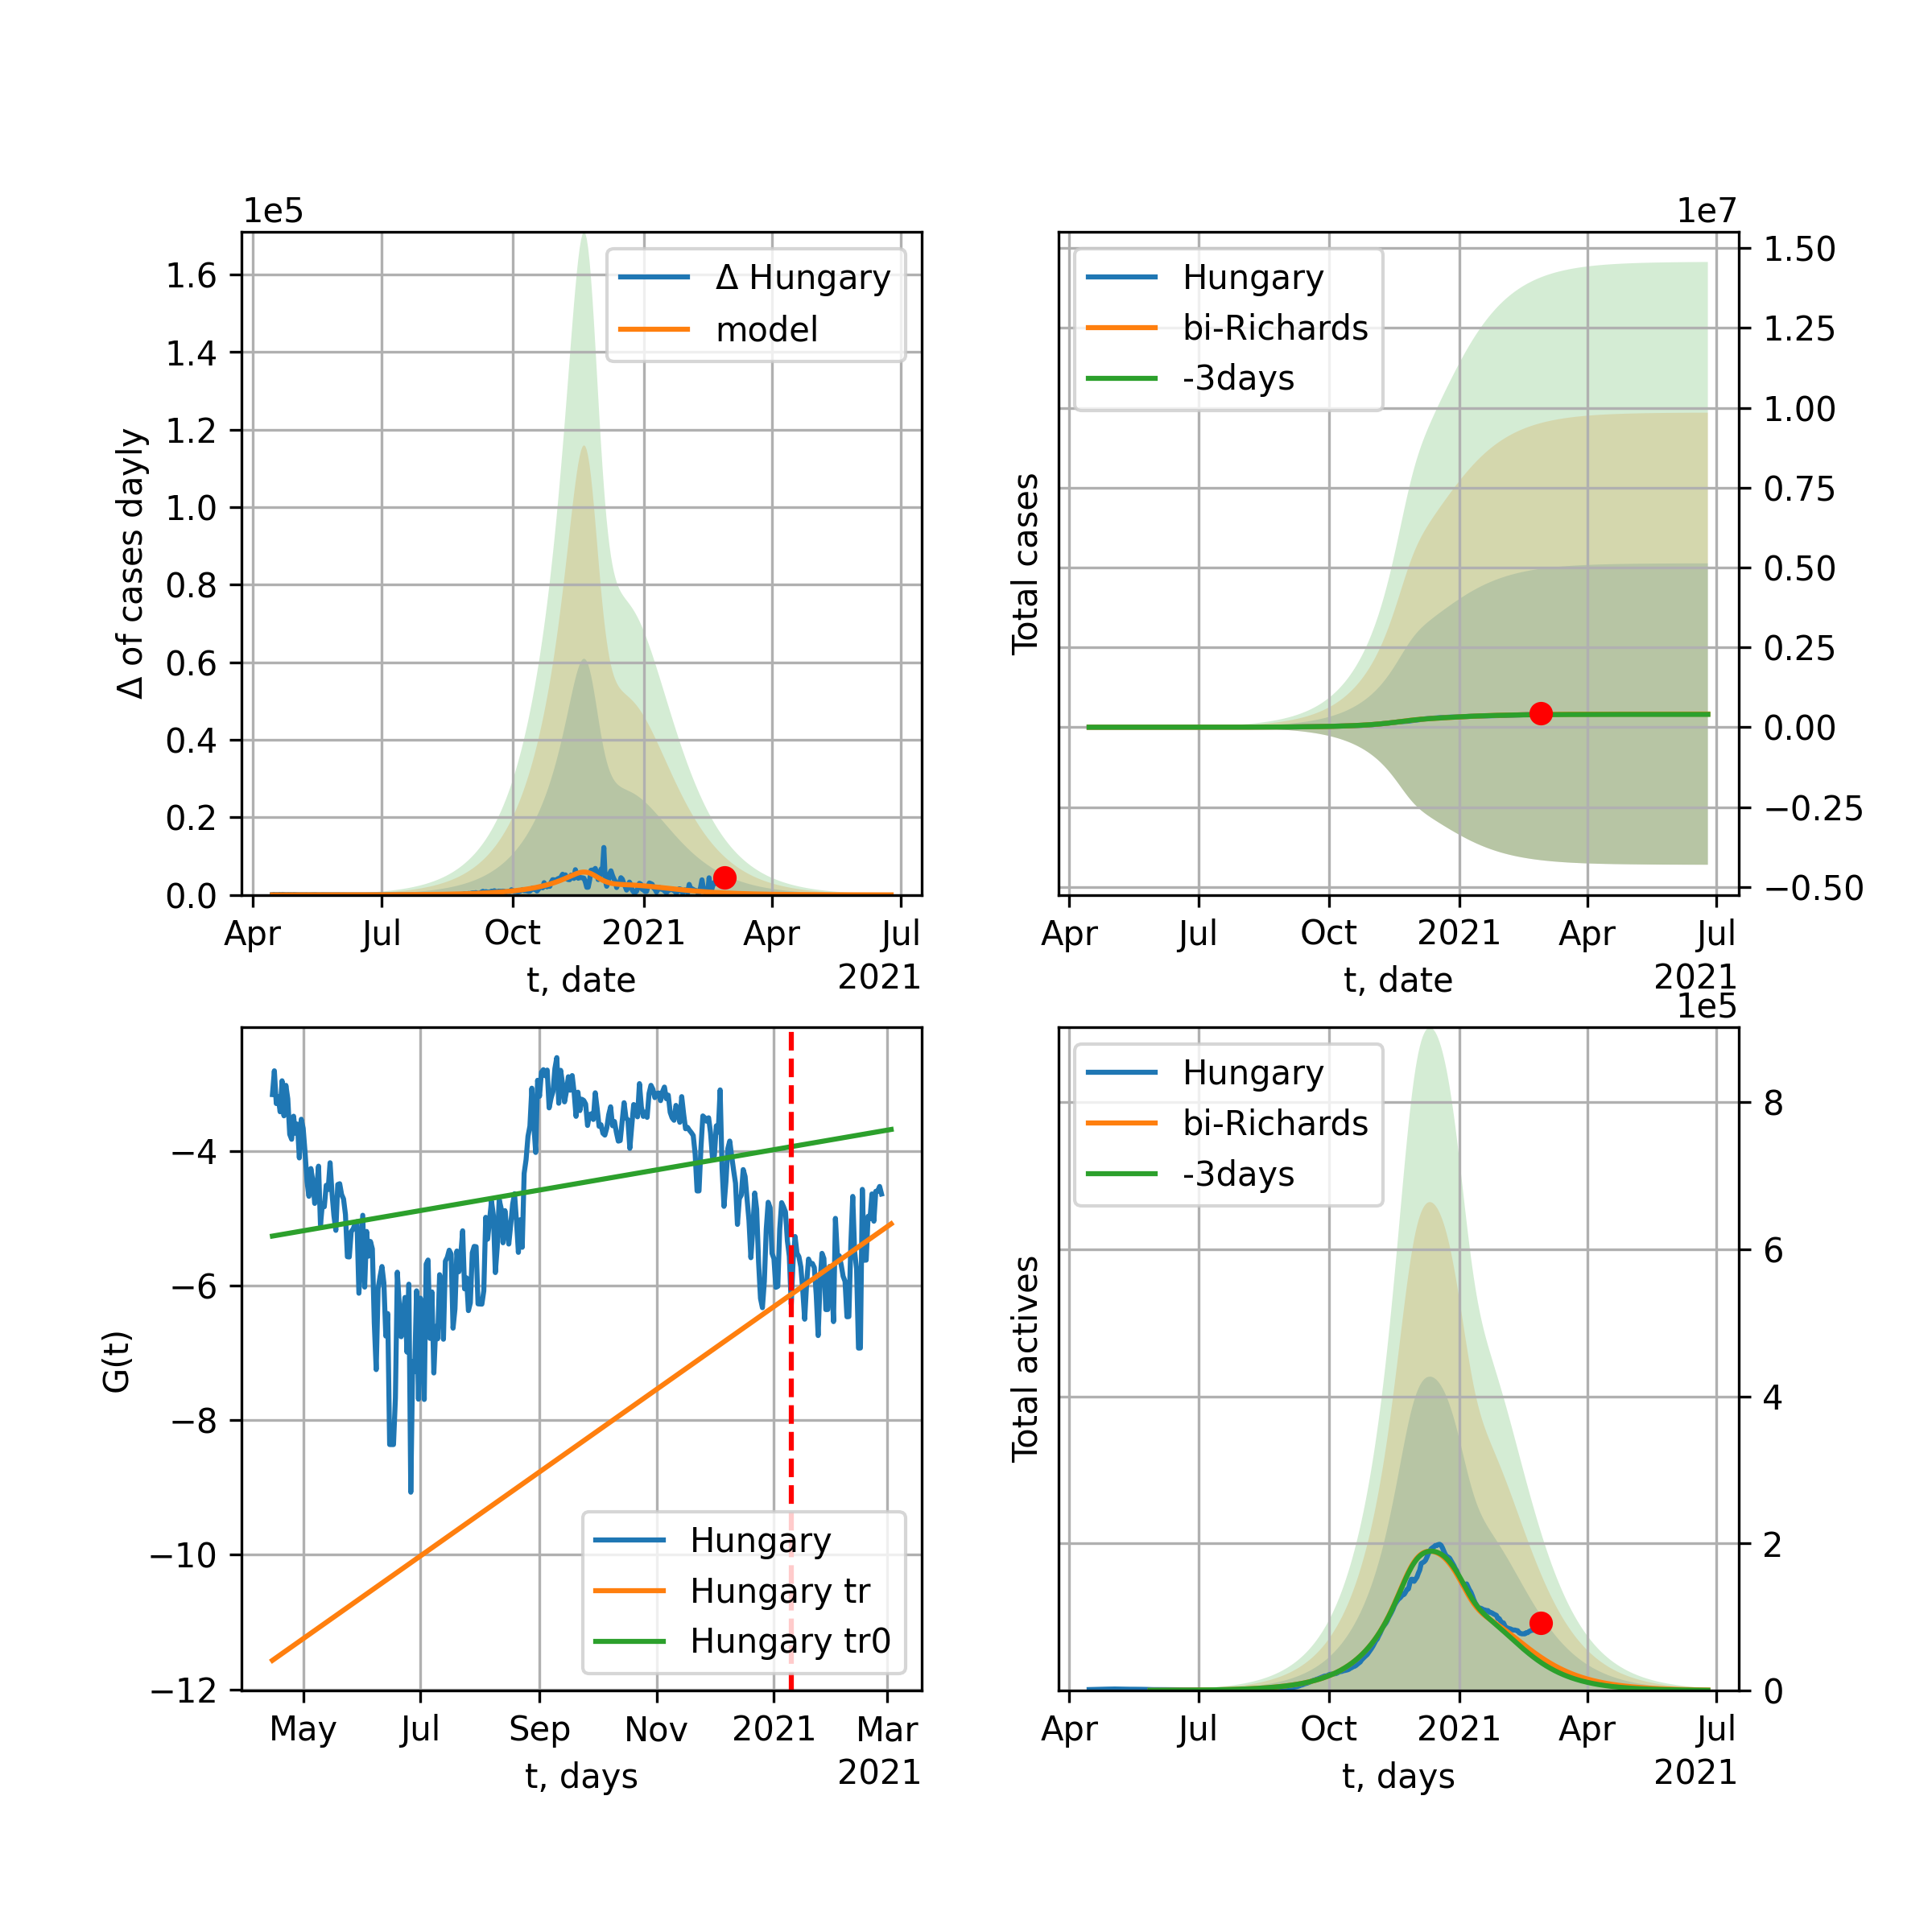 1e5
Δ of cases dayly
1.6
1.4
1.2
1.0
0.8
0.6
0.4
0.2
0.0
Δ Hungary
model
Apr Jul Oct 2021 Apr Jul
t, date 2021
1e7
Total cases
Hungary
bi-Richards
-3days
1.50
1.25
1.00
0.75
0.50
0.25
0.00
−0.25
−0.50
Apr Jul Oct 2021 Apr Jul
t, date 2021
G(t)
−4
−6
−8
−10
−12
Hungary
Hungary tr
Hungary tr0
May Jul Sep Nov 2021 Mar
t, days 2021
1e5
Total actives
Hungary
bi-Richards
-3days
8
6
4
2
0
Apr Jul Oct 2021 Apr Jul
t, days 2021